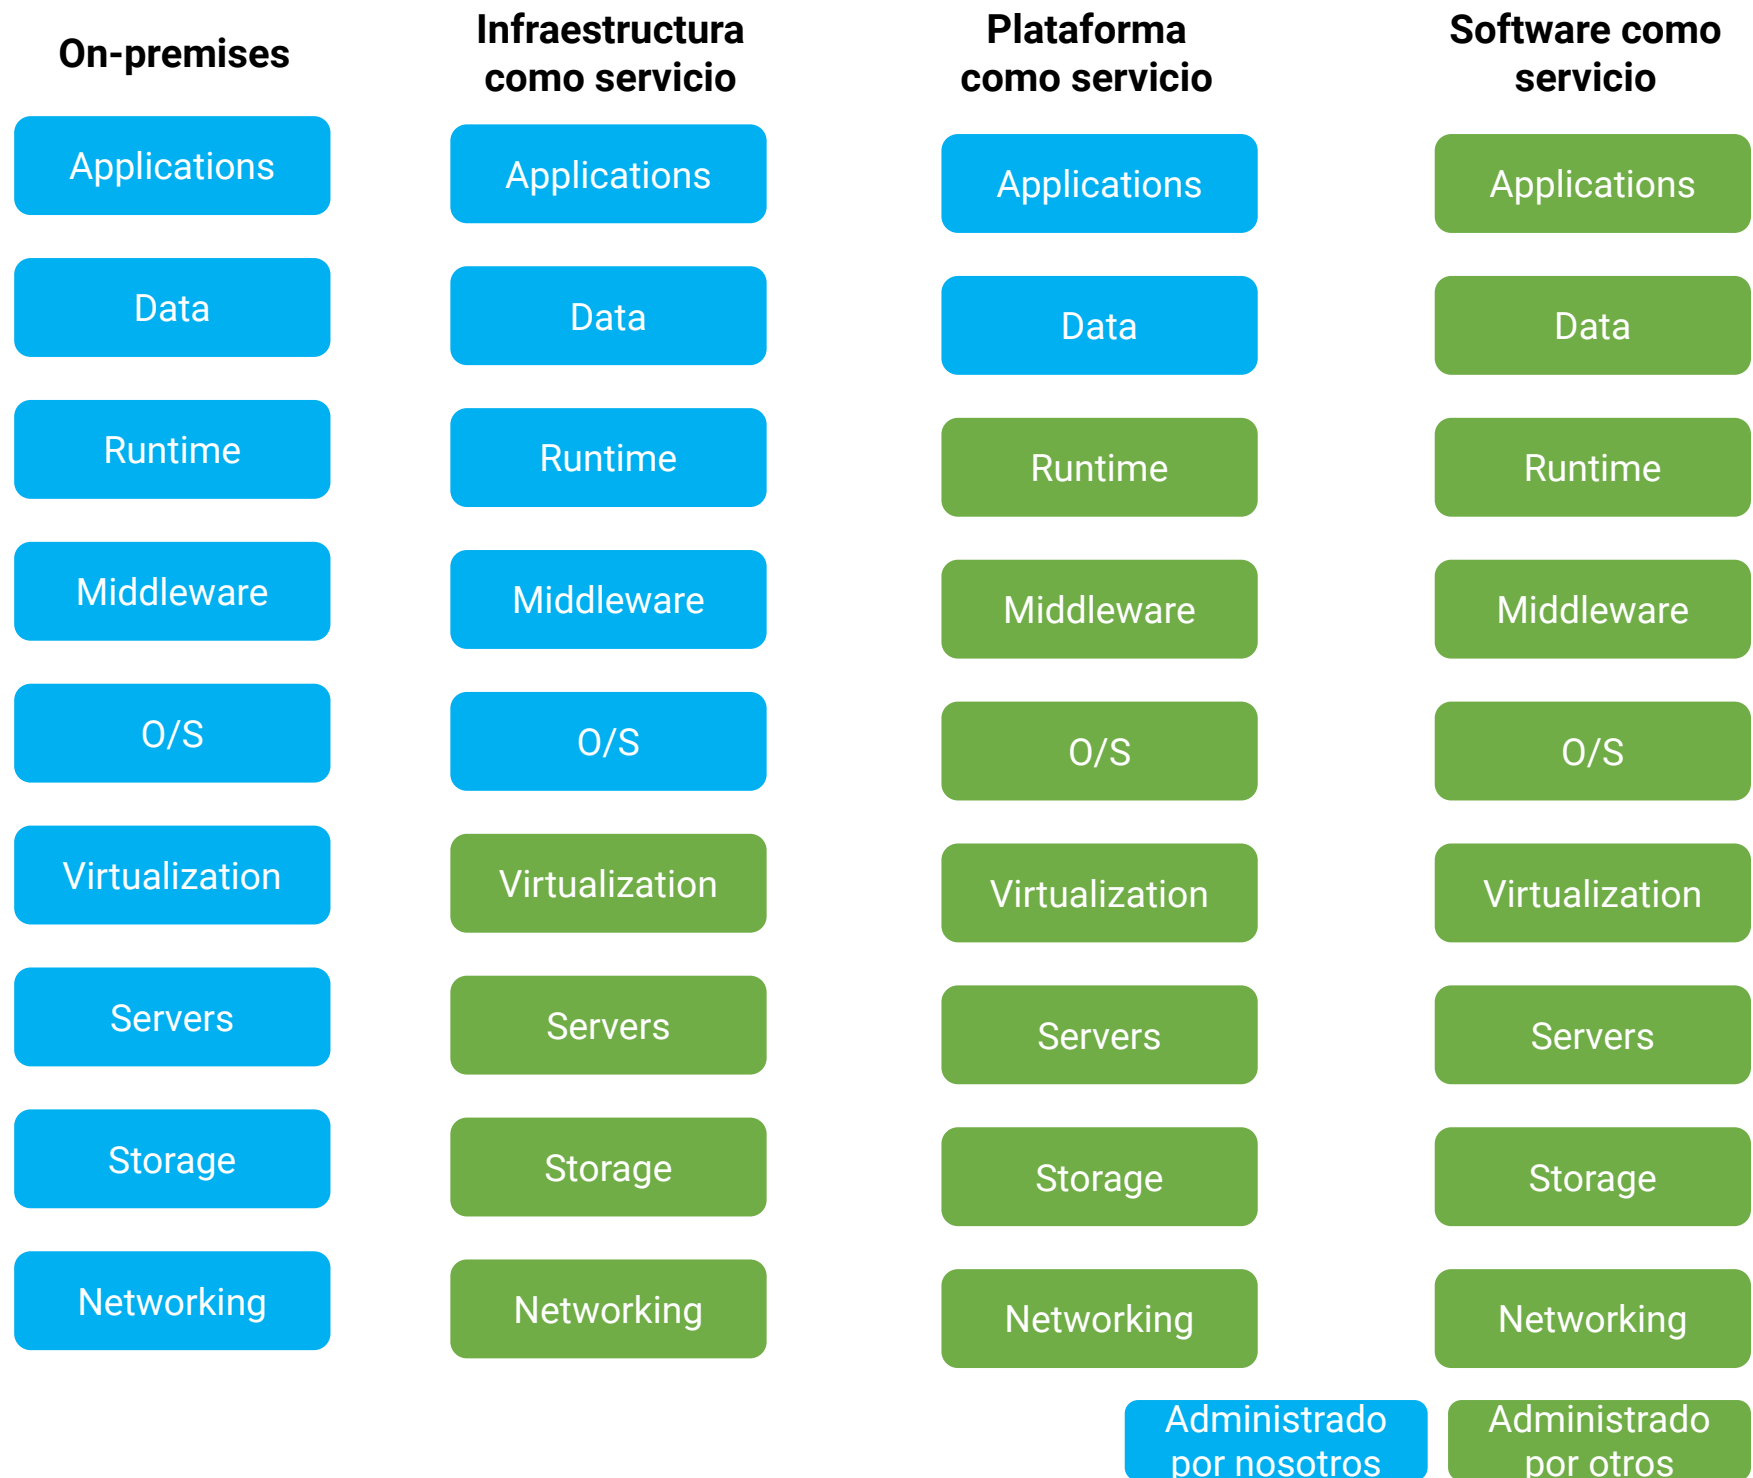 On-premises
Infraestructura
como servicio
Plataforma
como servicio
Software como
servicio
Applications
Applications
Applications
Applications
Data
Data
Data
Data
Runtime
Runtime
Runtime
Runtime
Middleware
Middleware
Middleware
Middleware
O/S
O/S
O/S
O/S
Virtualization
Virtualization
Virtualization
Virtualization
Servers
Servers
Servers
Servers
Storage
Storage
Storage
Storage
Networking
Networking
Networking
Networking
Administrado
por nosotros
Administrado
por otros